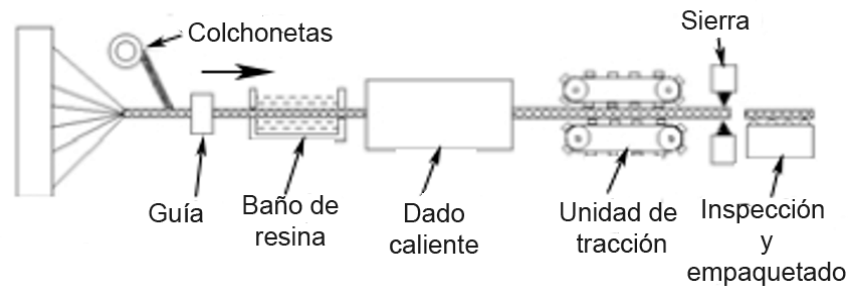 Colchonetas
Sierra
Guía
Baño de
resina
Dado
caliente
Unidad de
tracción
Inspección
y
empaquetado